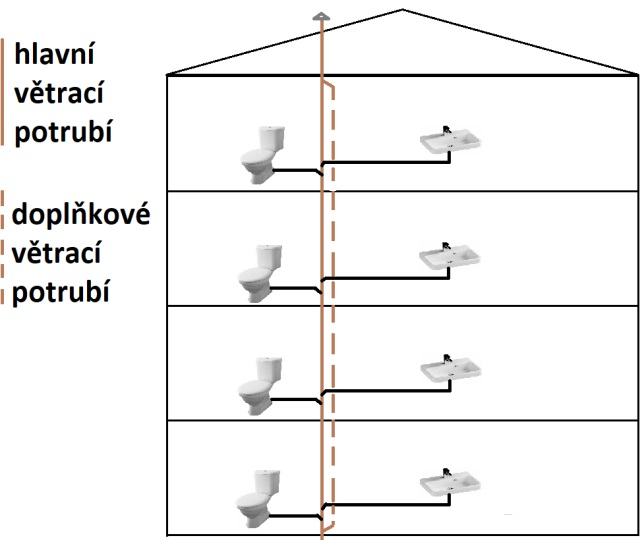 hlavní
větrací
potrubí
doplňkové
větrací
potrubí